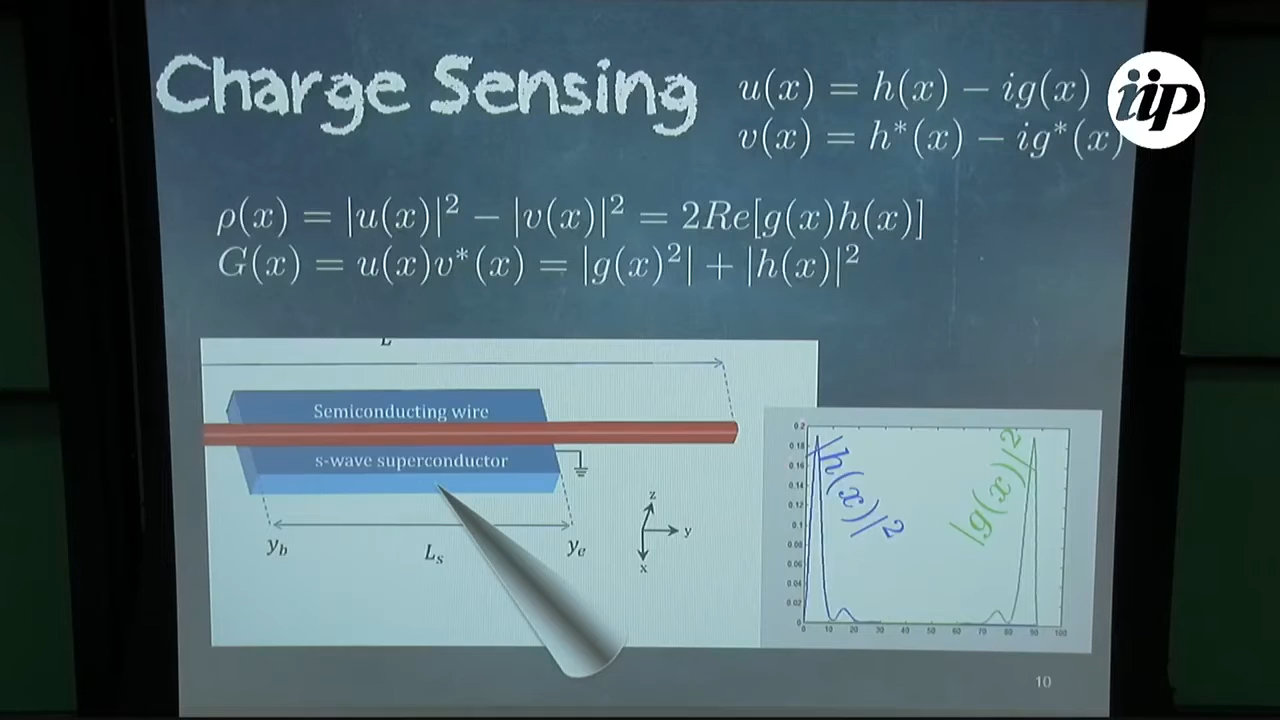 Charge Sensing
u(x) = h(x) − ig(x)
v(x) = h*(x) − ig*(x)
iip
ρ(x) = |u(x)|² − |v(x)|² = 2Re[g(x)h(x)]
G(x) = u(x)v*(x) = |g(x)²| + |h(x)|²
L
Semiconducting wire
s-wave superconductor
y_b
L_s
y_e
z
y
x
|h(x)|²
|g(x)|²
0.2
0.18
0.16
0.14
0.12
0.1
0.08
0.06
0.04
0.02
0
0 10 20 30 40 50 60 70 80 90 100
10